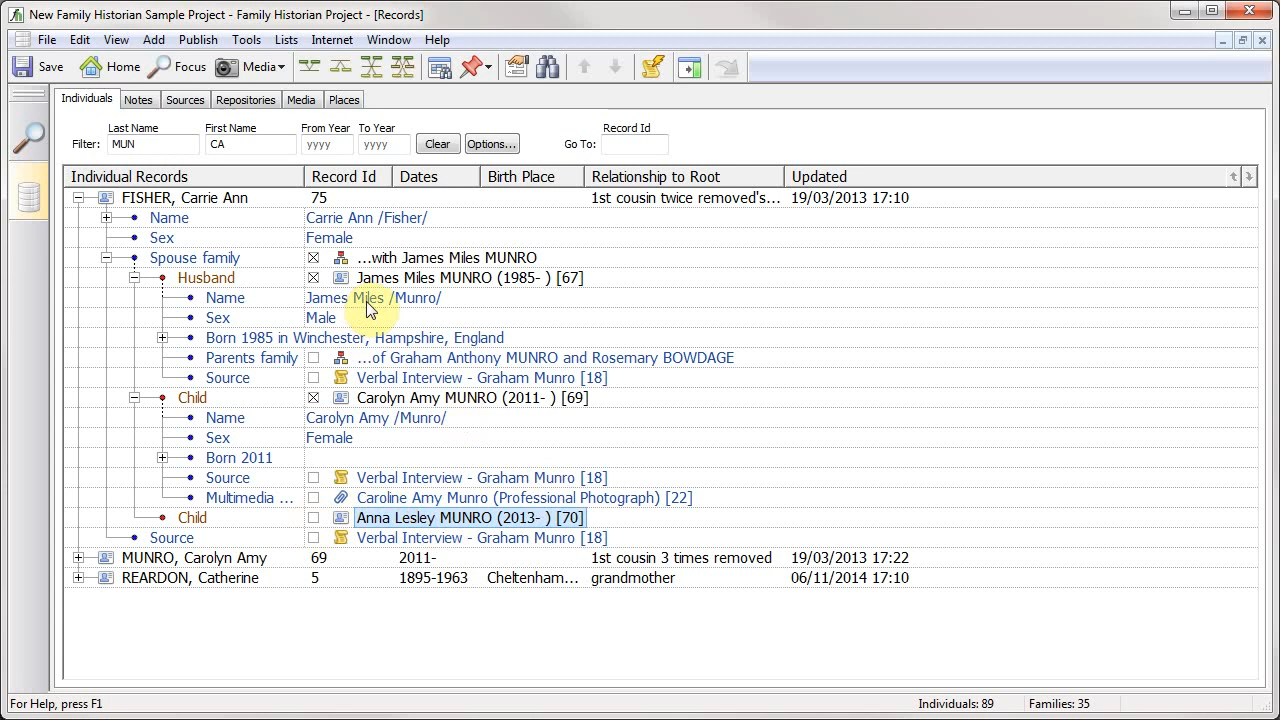 New Family Historian Sample Project - Family Historian Project - [Records]
File Edit View Add Publish Tools Lists Internet Window Help
Save Home Focus Media
Individuals Notes Sources Repositories Media Places
Last Name First Name From Year To Year Record Id
Filter: MUN CA yyyy yyyy Clear Options... Go To:
Individual Records Record Id Dates Birth Place Relationship to Root Updated
FISHER, Carrie Ann 75 1st cousin twice removed's... 19/03/2013 17:10
Name Carrie Ann /Fisher/
Sex Female
Spouse family ...with James Miles MUNRO
Husband James Miles MUNRO (1985- ) [67]
Name James Miles /Munro/
Sex Male
Born 1985 in Winchester, Hampshire, England
Parents family ...of Graham Anthony MUNRO and Rosemary BOWDAGE
Source Verbal Interview - Graham Munro [18]
Child Carolyn Amy MUNRO (2011- ) [69]
Name Carolyn Amy /Munro/
Sex Female
Born 2011
Source Verbal Interview - Graham Munro [18]
Multimedia ... Caroline Amy Munro (Professional Photograph) [22]
Child Anna Lesley MUNRO (2013- ) [70]
Source Verbal Interview - Graham Munro [18]
MUNRO, Carolyn Amy 69 2011- 1st cousin 3 times removed 19/03/2013 17:22
REARDON, Catherine 5 1895-1963 Cheltenham... grandmother 06/11/2014 17:10
For Help, press F1 Individuals: 89 Families: 35